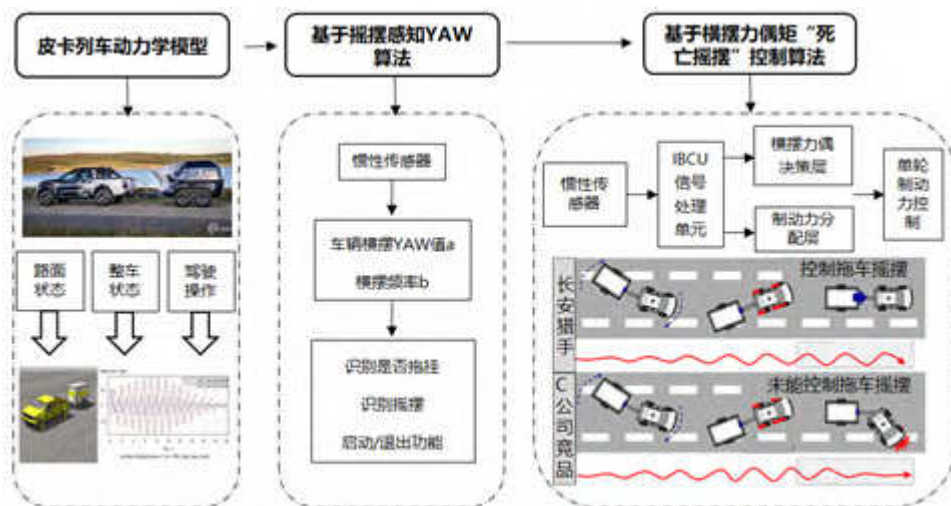 皮卡列车动力学模型
基于摇摆感知YAW
算法
基于横摆力偶矩“死
亡摇摆”控制算法
路面
状态
整车
状态
驾驶
操作
惯性传感器
车辆横摆YAW值a
横摆频率b
识别是否拖挂
识别摇摆
启动/退出功能
惯性传
感器
IBCU
信号
处理
单元
横摆力偶
决策层
制动力分
配层
单轮
制动
力控
制
长安猎手
控制拖车摇摆
C公司竞品
未能控制拖车摇摆